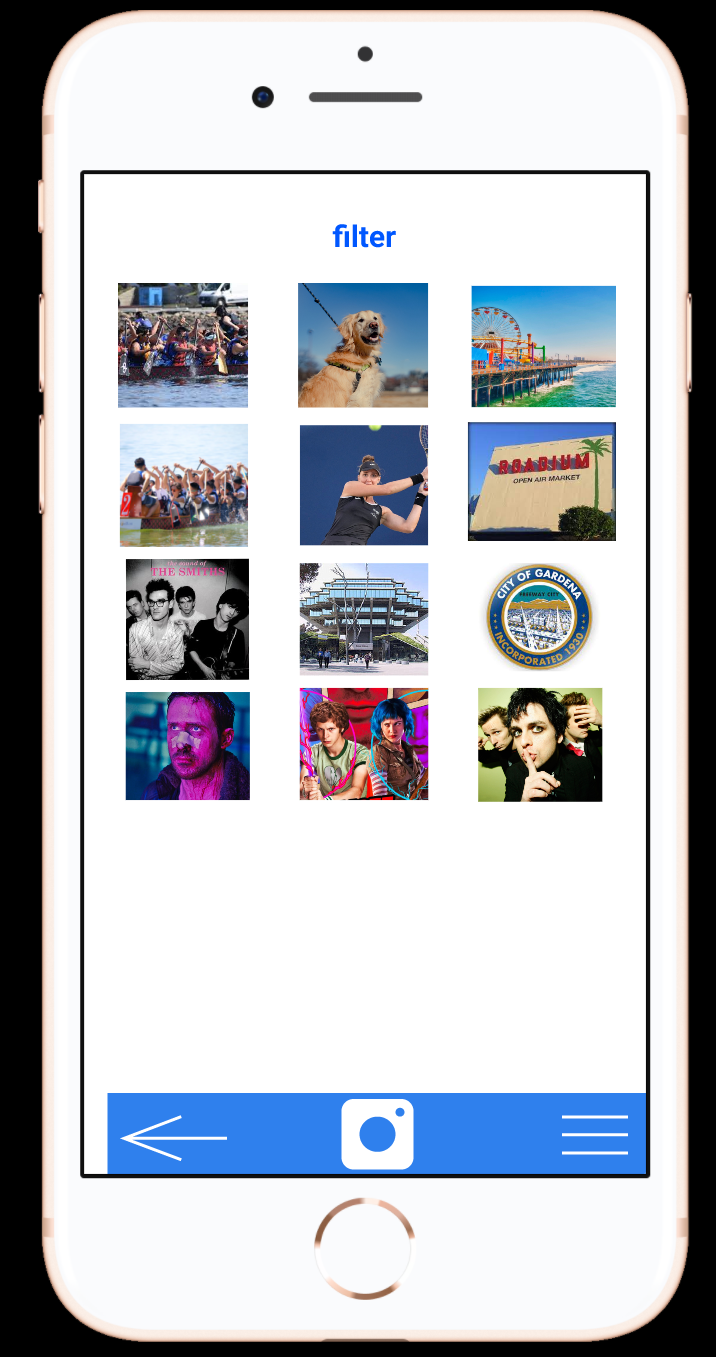 filter
ROADIUM
OPEN AIR MARKET
the sound of
THE SMITHS
CITY OF GARDENA
FREEWAY CITY
INCORPORATED 1930